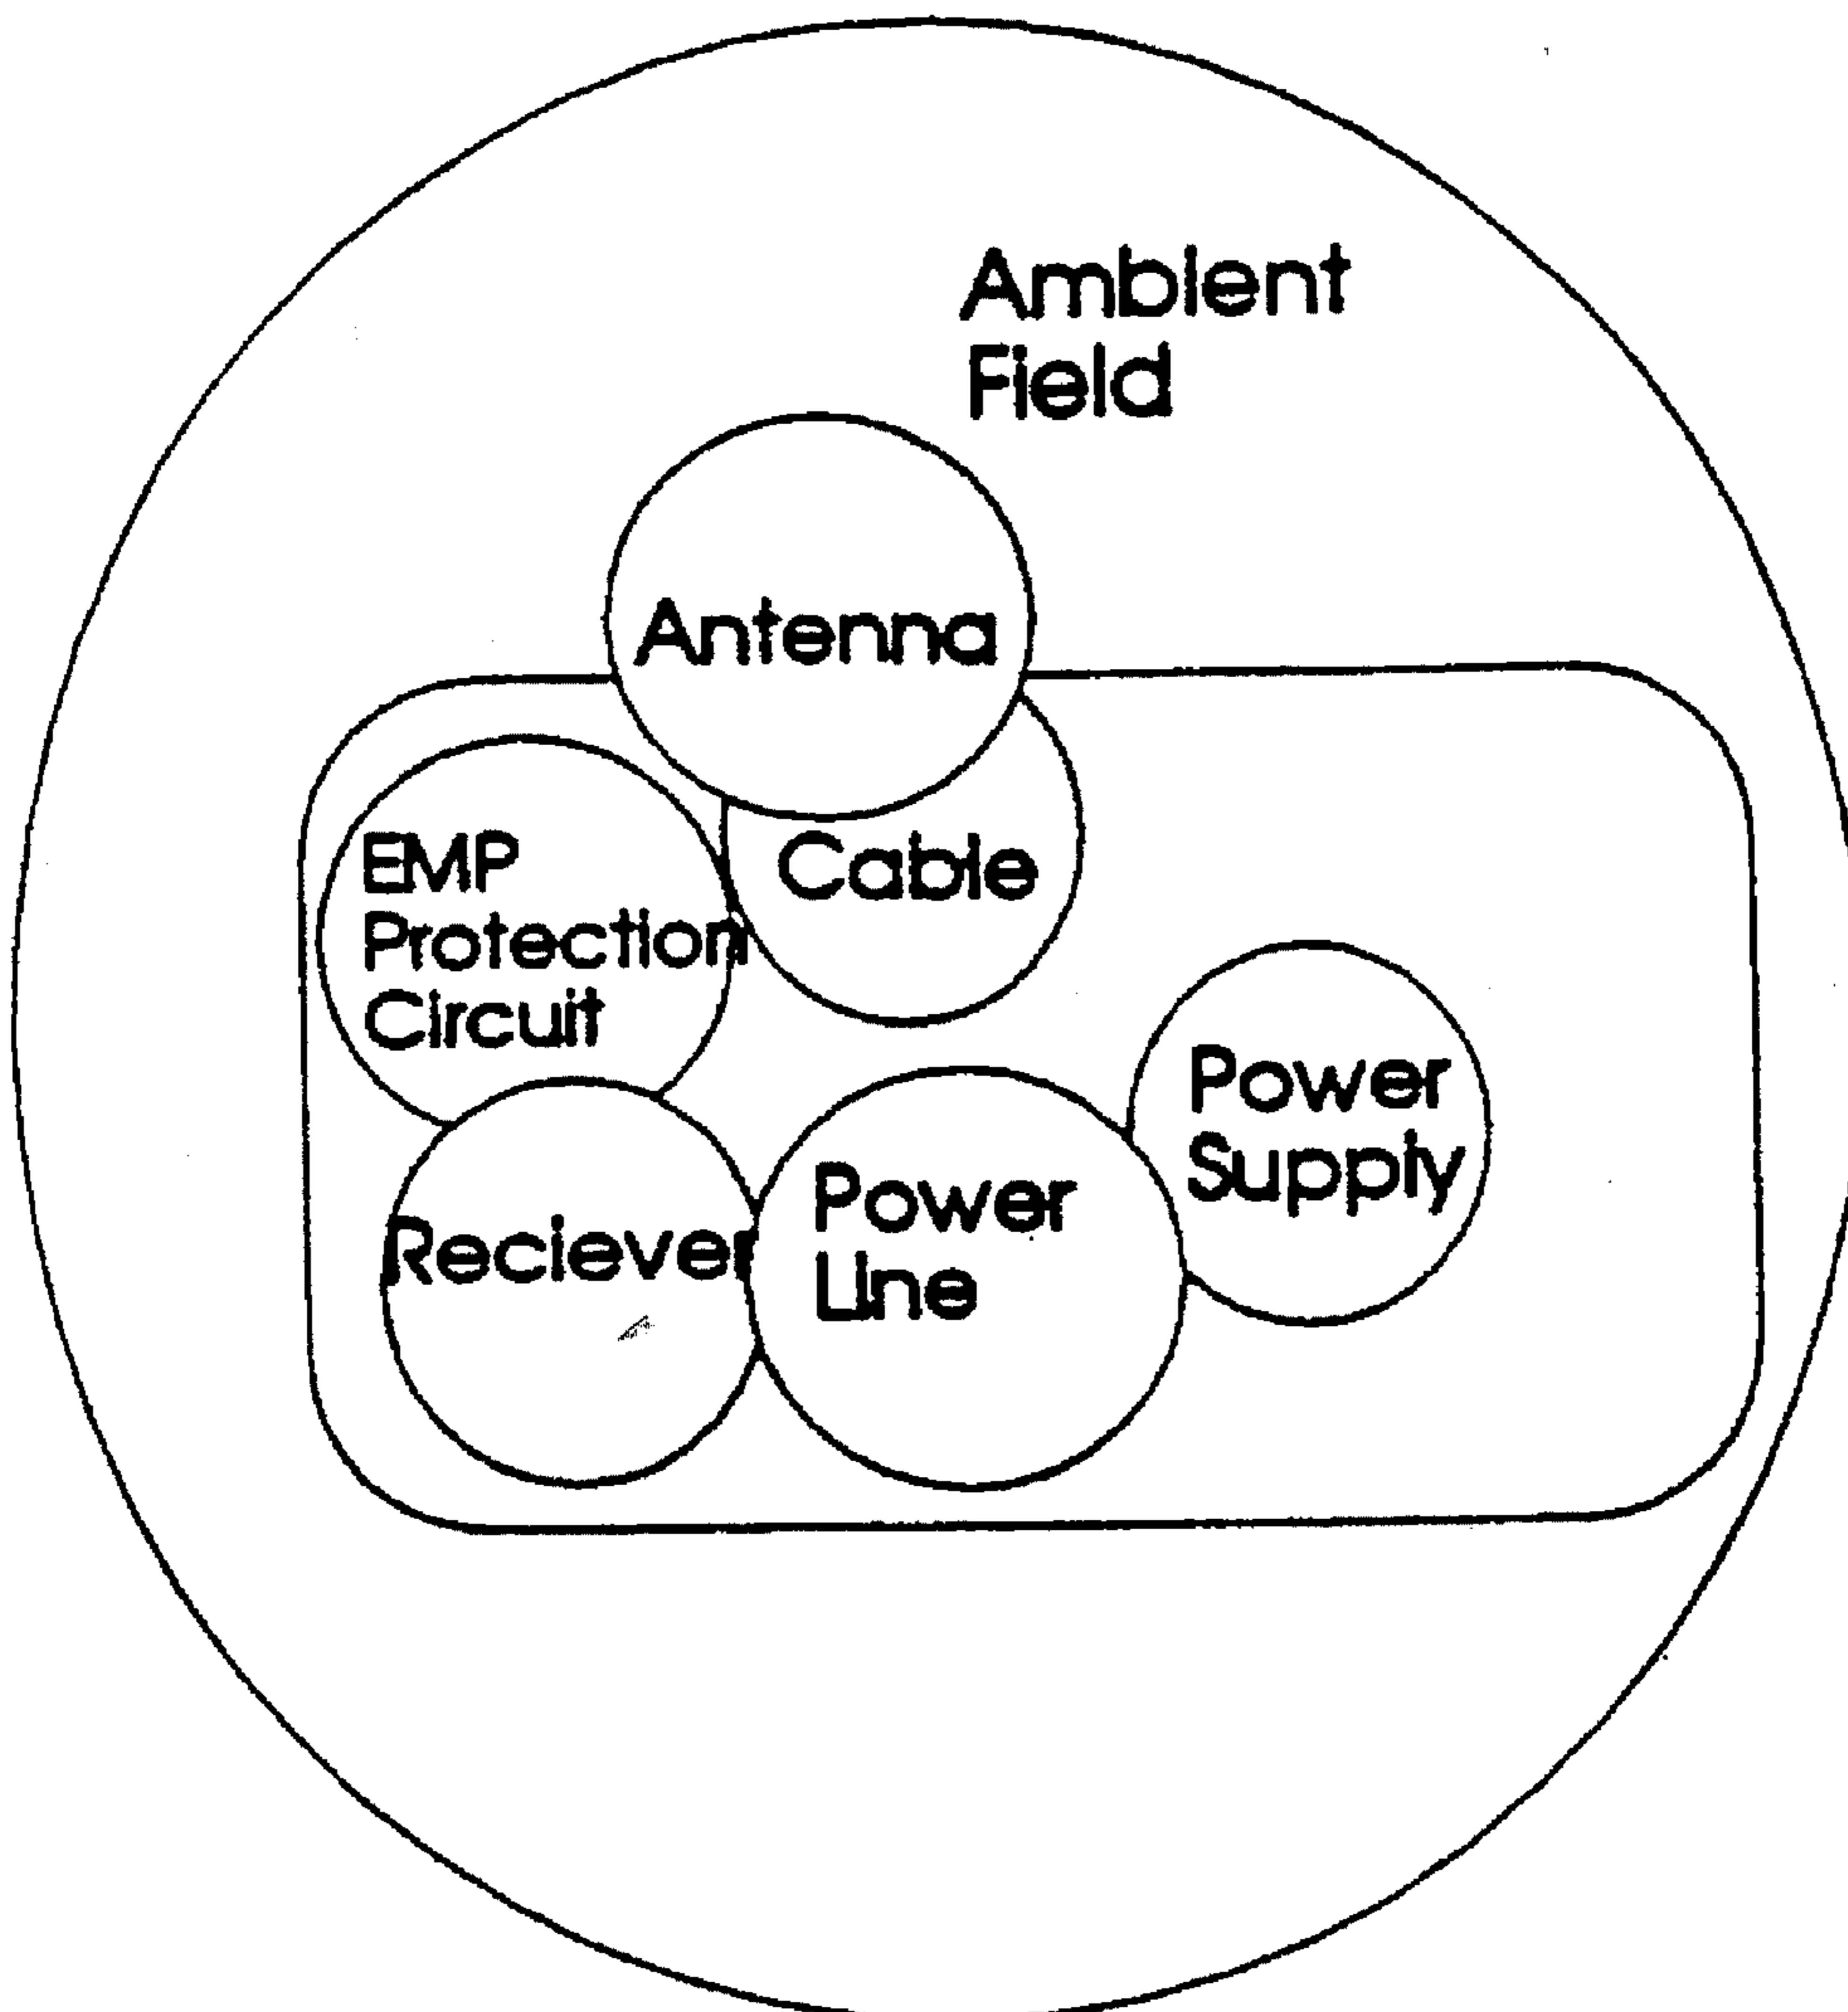 Ambient
Field
Antenna
Cable
EMP
Protection
Circuit
Power
Supply
Reciever
Power
Line